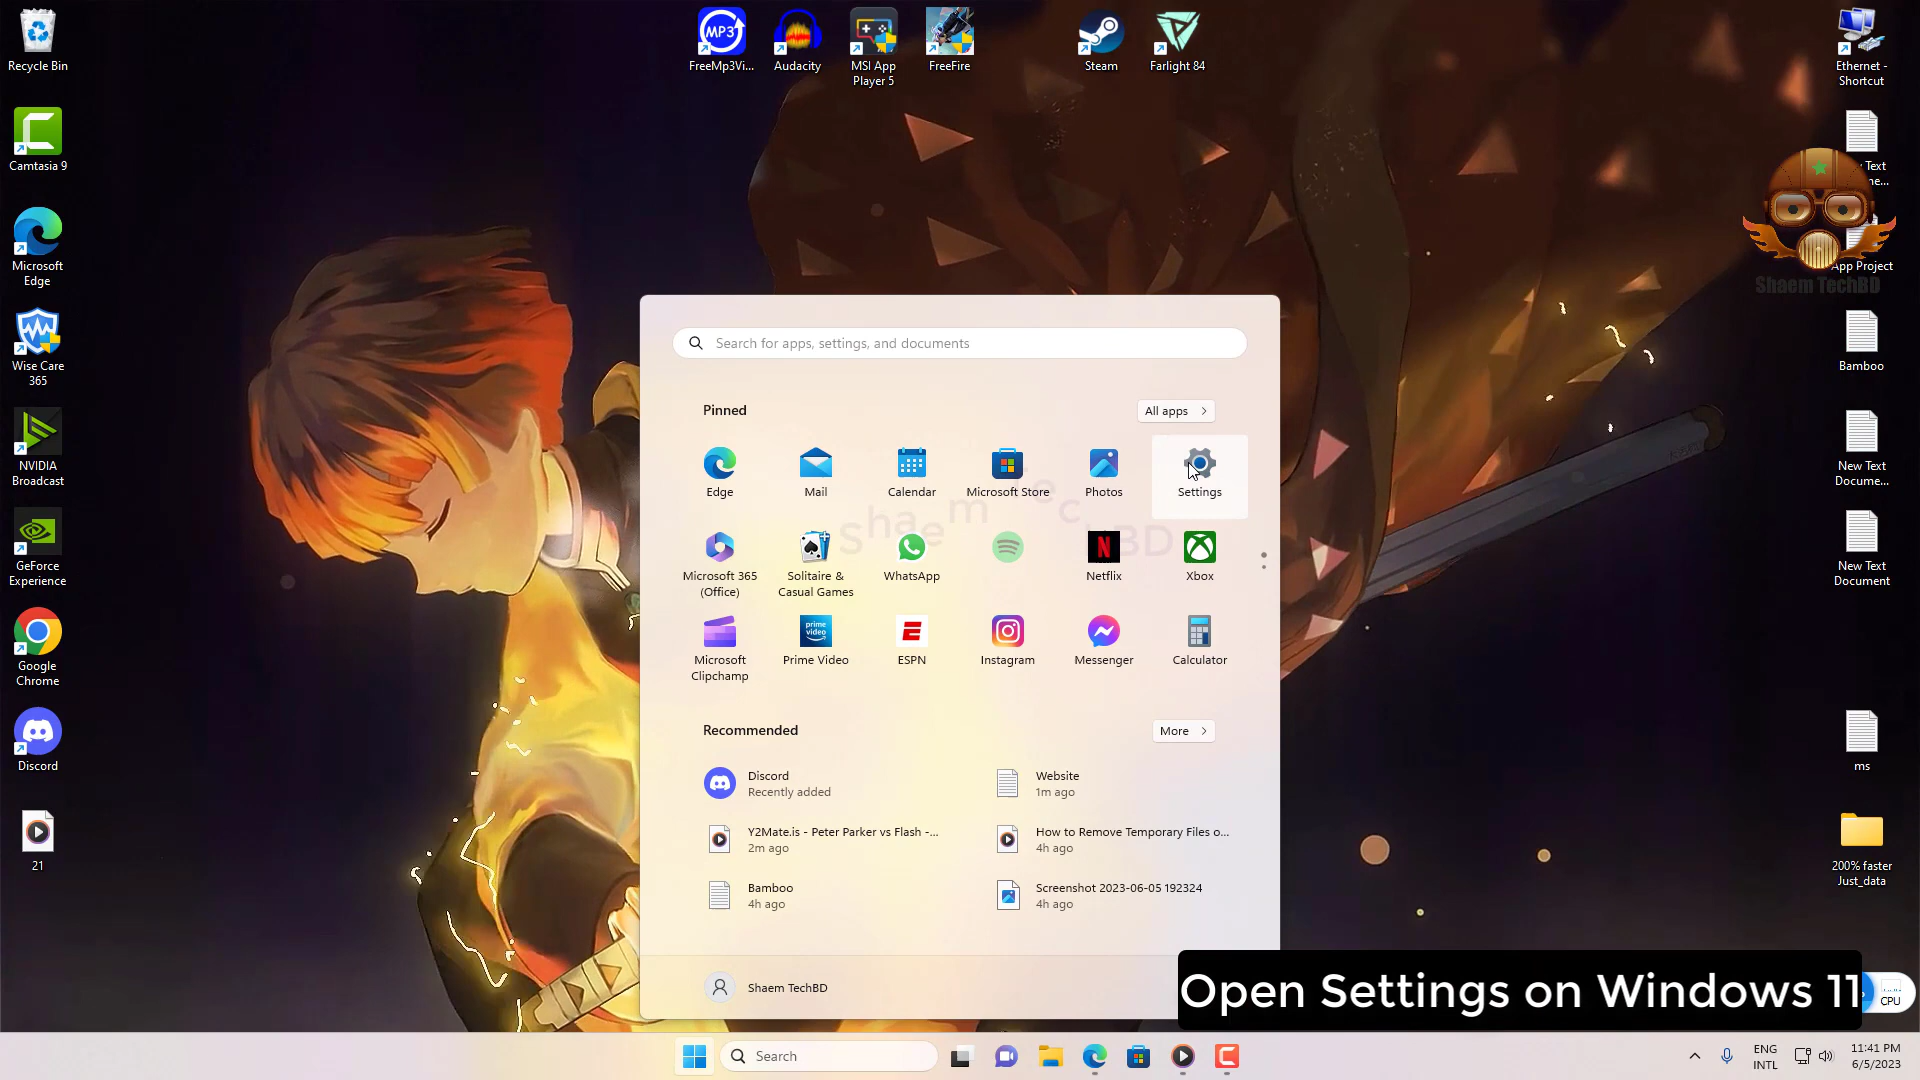 Recycle Bin
Camtasia 9
Microsoft
Edge
Wise Care
365
NVIDIA
Broadcast
GeForce
Experience
Google
Chrome
Discord
21
FreeMp3Vi...
Audacity
MSI App
Player 5
FreeFire
Steam
Farlight 84
Ethernet -
Shortcut
Text
App Project
Shaem TechBD
Bamboo
New Text
Docume...
New Text
Document
ms
200% faster
Just_data
Search for apps, settings, and documents
Pinned
All apps
Edge
Mail
Calendar
Microsoft Store
Photos
Settings
Microsoft 365
(Office)
Solitaire &
Casual Games
WhatsApp
Netflix
Xbox
Microsoft
Clipchamp
prime
video
Prime Video
ESPN
Instagram
Messenger
Calculator
Recommended
More
Discord
Recently added
Website
1m ago
Y2Mate.is - Peter Parker vs Flash -...
2m ago
How to Remove Temporary Files o...
4h ago
Bamboo
4h ago
Screenshot 2023-06-05 192324
4h ago
Shaem TechBD
Open Settings on Windows 11
CPU
Search
ENG
INTL
11:41 PM
6/5/2023